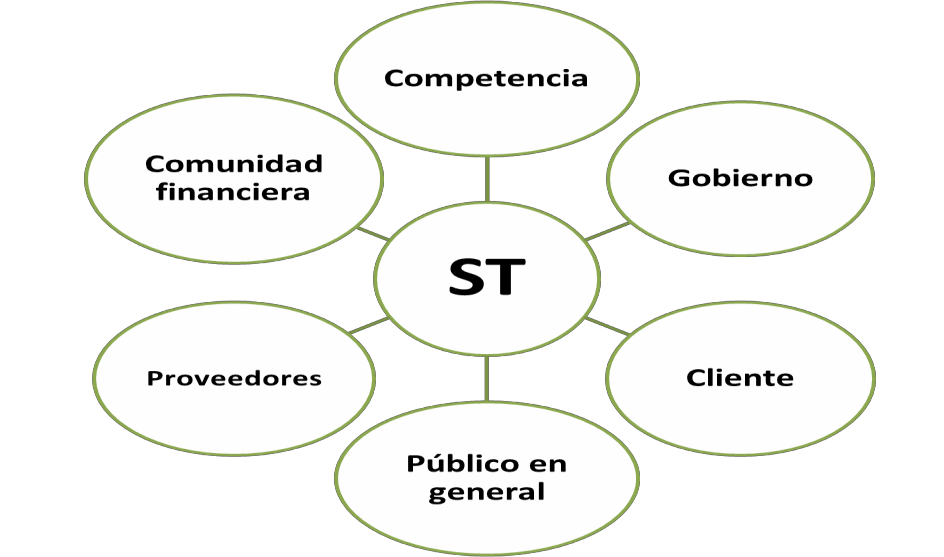 Competencia
Comunidad
financiera
Gobierno
ST
Proveedores
Cliente
Público en
general